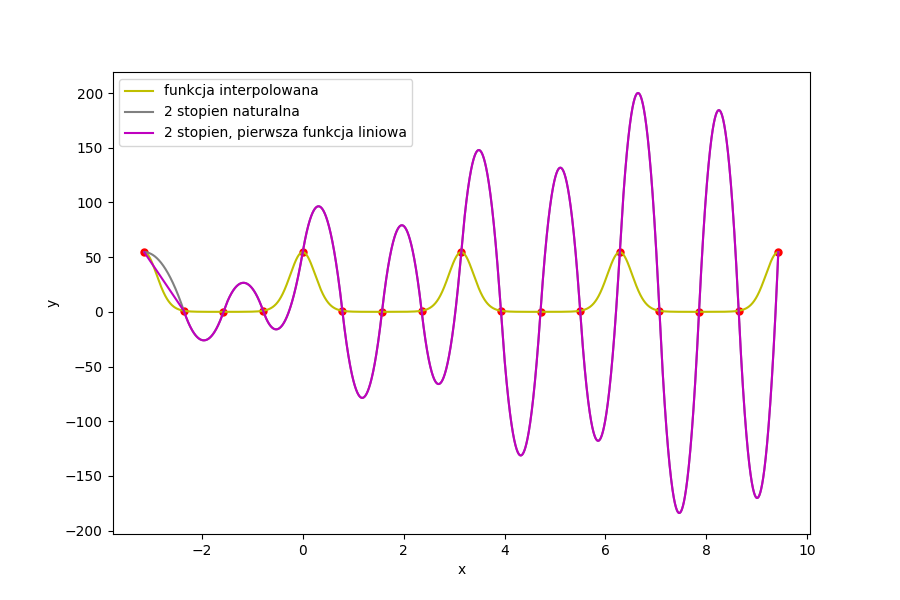 funkcja interpolowana
2 stopien naturalna
2 stopien, pierwsza funkcja liniowa
200
150
100
50
0
−50
−100
−150
−200
y
−2 0 2 4 6 8 10
x